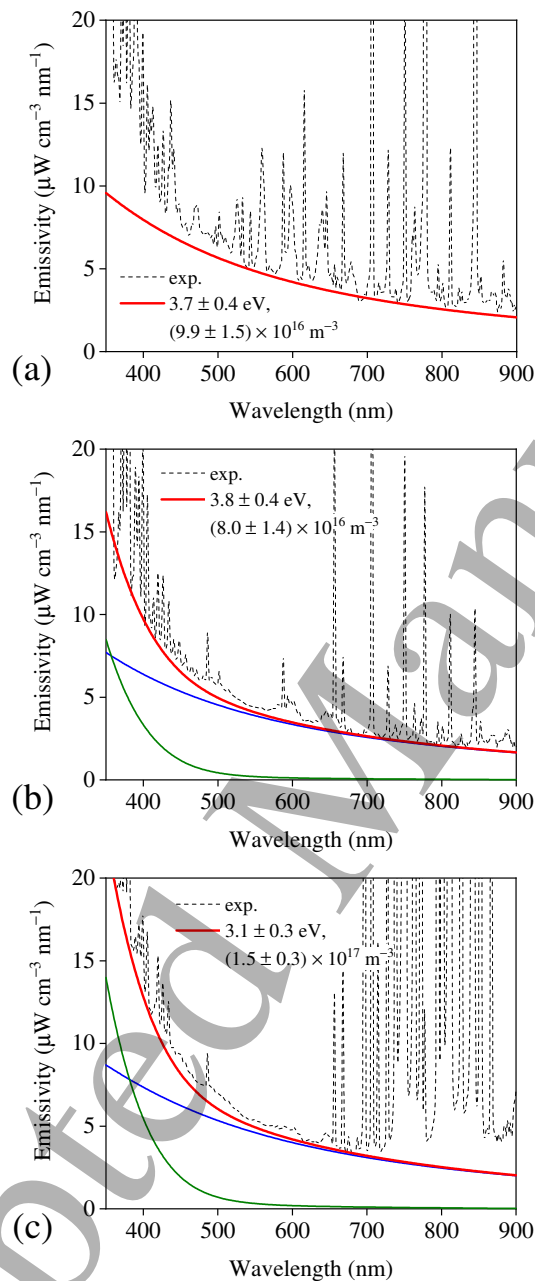 20
15
10
5
0
Emissivity (μW cm⁻³ nm⁻¹)
exp.
3.7 ± 0.4 eV,
(9.9 ± 1.5) × 10¹⁶ m⁻³
400 500 600 700 800 900
Wavelength (nm)
(a)
20
15
10
5
0
Emissivity (μW cm⁻³ nm⁻¹)
exp.
3.8 ± 0.4 eV,
(8.0 ± 1.4) × 10¹⁶ m⁻³
400 500 600 700 800 900
Wavelength (nm)
(b)
20
15
10
5
0
Emissivity (μW cm⁻³ nm⁻¹)
exp.
3.1 ± 0.3 eV,
(1.5 ± 0.3) × 10¹⁷ m⁻³
400 500 600 700 800 900
Wavelength (nm)
(c)